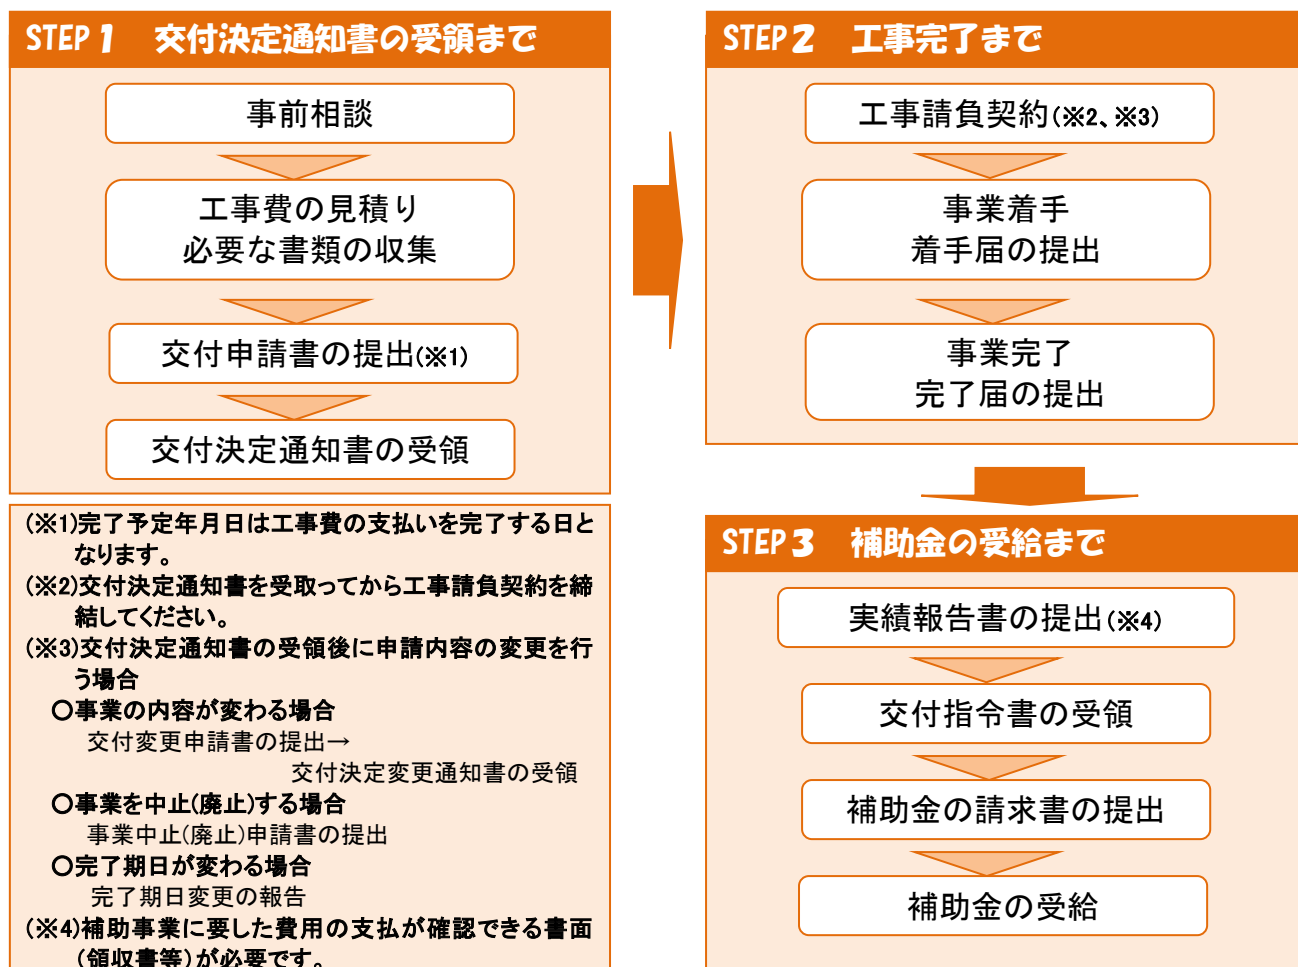 STEP 1 交付決定通知書の受領まで
事前相談
工事費の見積り
必要な書類の収集
交付申請書の提出(※1)
交付決定通知書の受領
(※1)完了予定年月日は工事費の支払いを完了する日と
なります。
(※2)交付決定通知書を受取ってから工事請負契約を締
結してください。
(※3)交付決定通知書の受領後に申請内容の変更を行
う場合
○事業の内容が変わる場合
交付変更申請書の提出→
交付決定変更通知書の受領
○事業を中止(廃止)する場合
事業中止(廃止)申請書の提出
○完了期日が変わる場合
完了期日変更の報告
(※4)補助事業に要した費用の支払が確認できる書面
(領収書等)が必要です。
STEP 2 工事完了まで
工事請負契約(※2、※3)
事業着手
着手届の提出
事業完了
完了届の提出
STEP 3 補助金の受給まで
実績報告書の提出(※4)
交付指令書の受領
補助金の請求書の提出
補助金の受給